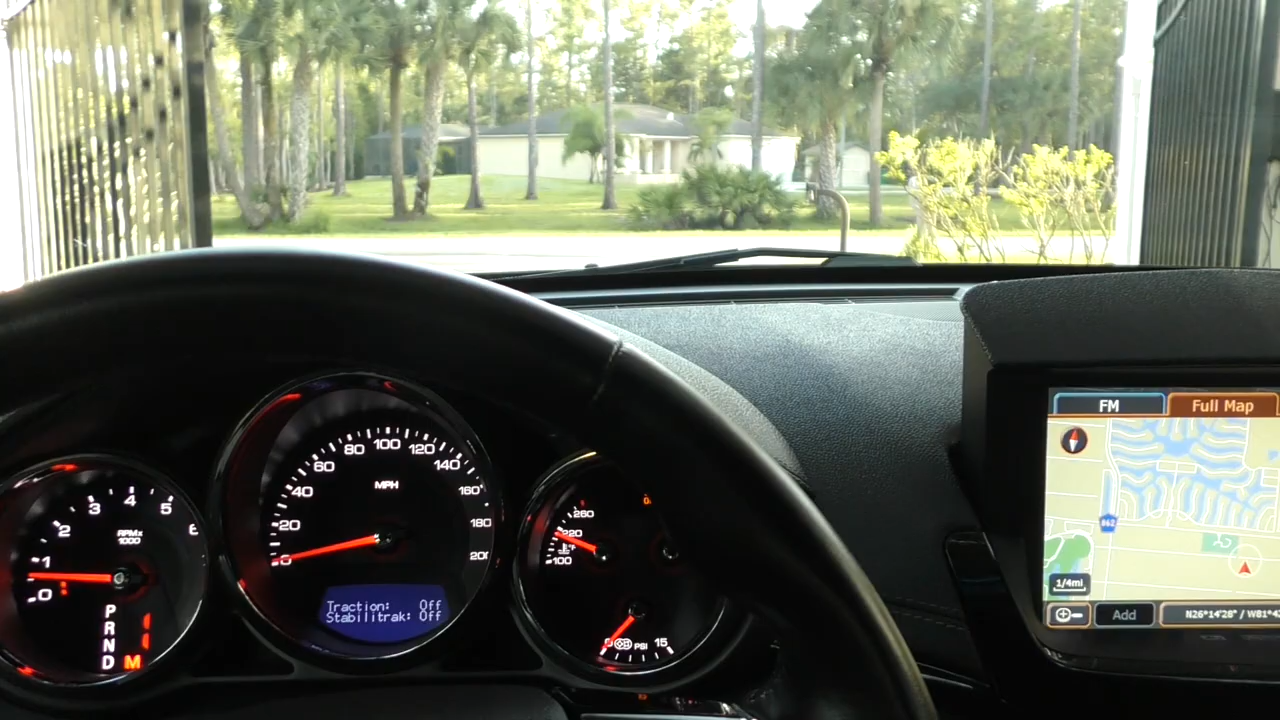 FM
Full Map
862
1/4mi
Add
N26°14'28" / W81°4
0
1
2
3
4
5
6
RPMx
1000
P
R
N
D M
0
20
40
60
80
100
120
140
160
180
200
MPH
Traction: Off
Stabilitrak: Off
260
220
°F
100
PSI
15